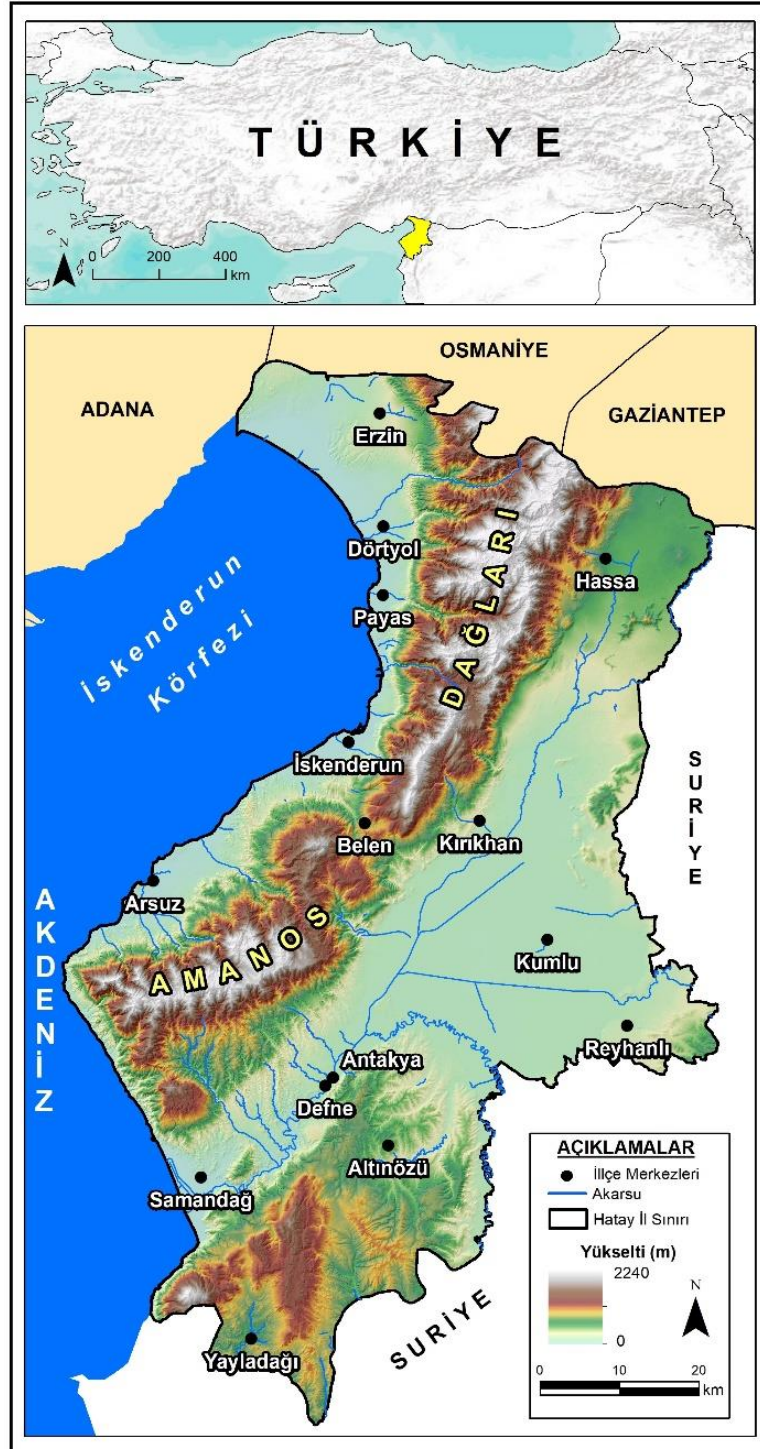 TÜRKİYE
N
0 200 400
km
OSMANİYE
ADANA
GAZİANTEP
Erzin
Dörtyol
Hassa
Payas
DAĞLARI
İskenderun
Körfezi
İskenderun
SURİYE
Belen
Kırıkhan
Arsuz
AKDENİZ
AMANOS
Kumlu
Reyhanlı
Antakya
Defne
Altınözü
Samandağ
SURİYE
Yayladağı
AÇIKLAMALAR
İllçe Merkezleri
Akarsu
Hatay İl Sınırı
Yükselti (m)
2240
0
N
0 10 20
km